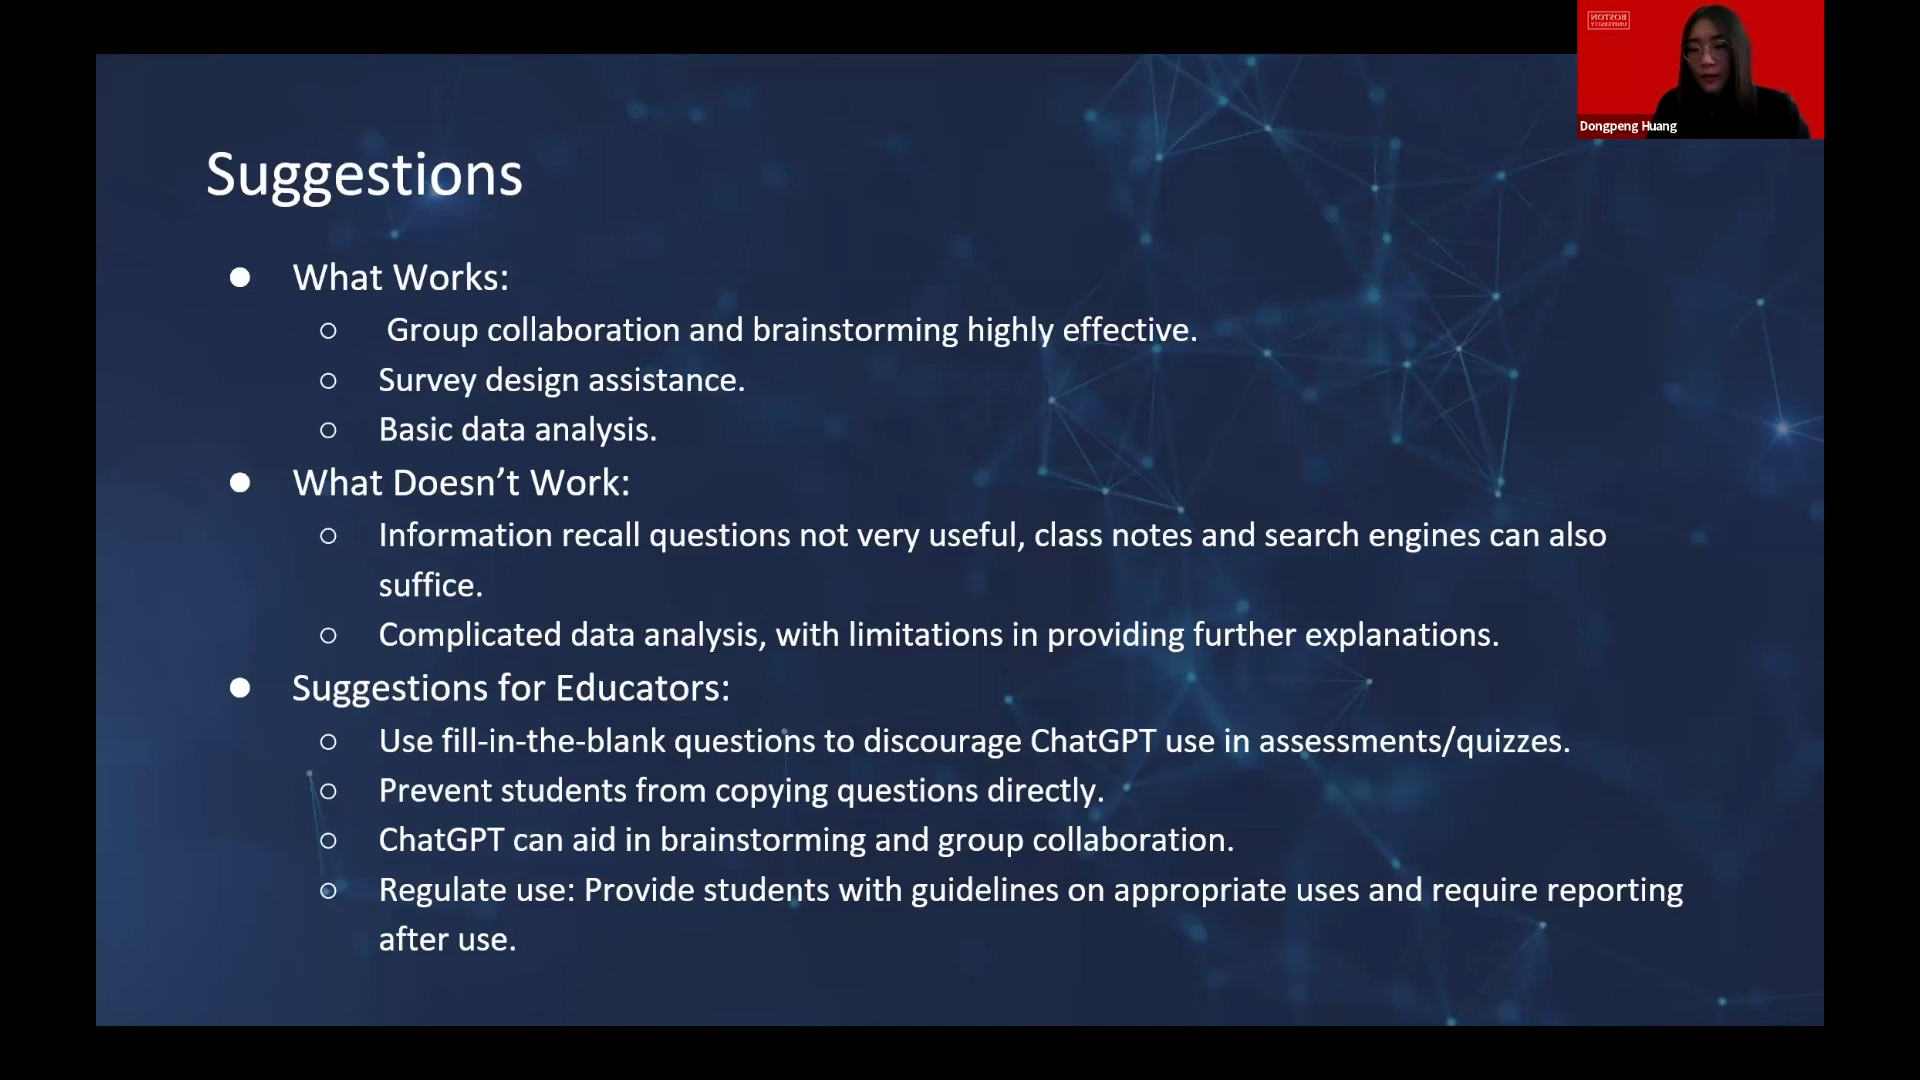 BOSTON
UNIVERSITY
Dongpeng Huang
Suggestions
● What Works:
○ Group collaboration and brainstorming highly effective.
○ Survey design assistance.
○ Basic data analysis.
● What Doesn’t Work:
○ Information recall questions not very useful, class notes and search engines can also
suffice.
○ Complicated data analysis, with limitations in providing further explanations.
● Suggestions for Educators:
○ Use fill-in-the-blank questions to discourage ChatGPT use in assessments/quizzes.
○ Prevent students from copying questions directly.
○ ChatGPT can aid in brainstorming and group collaboration.
○ Regulate use: Provide students with guidelines on appropriate uses and require reporting
after use.